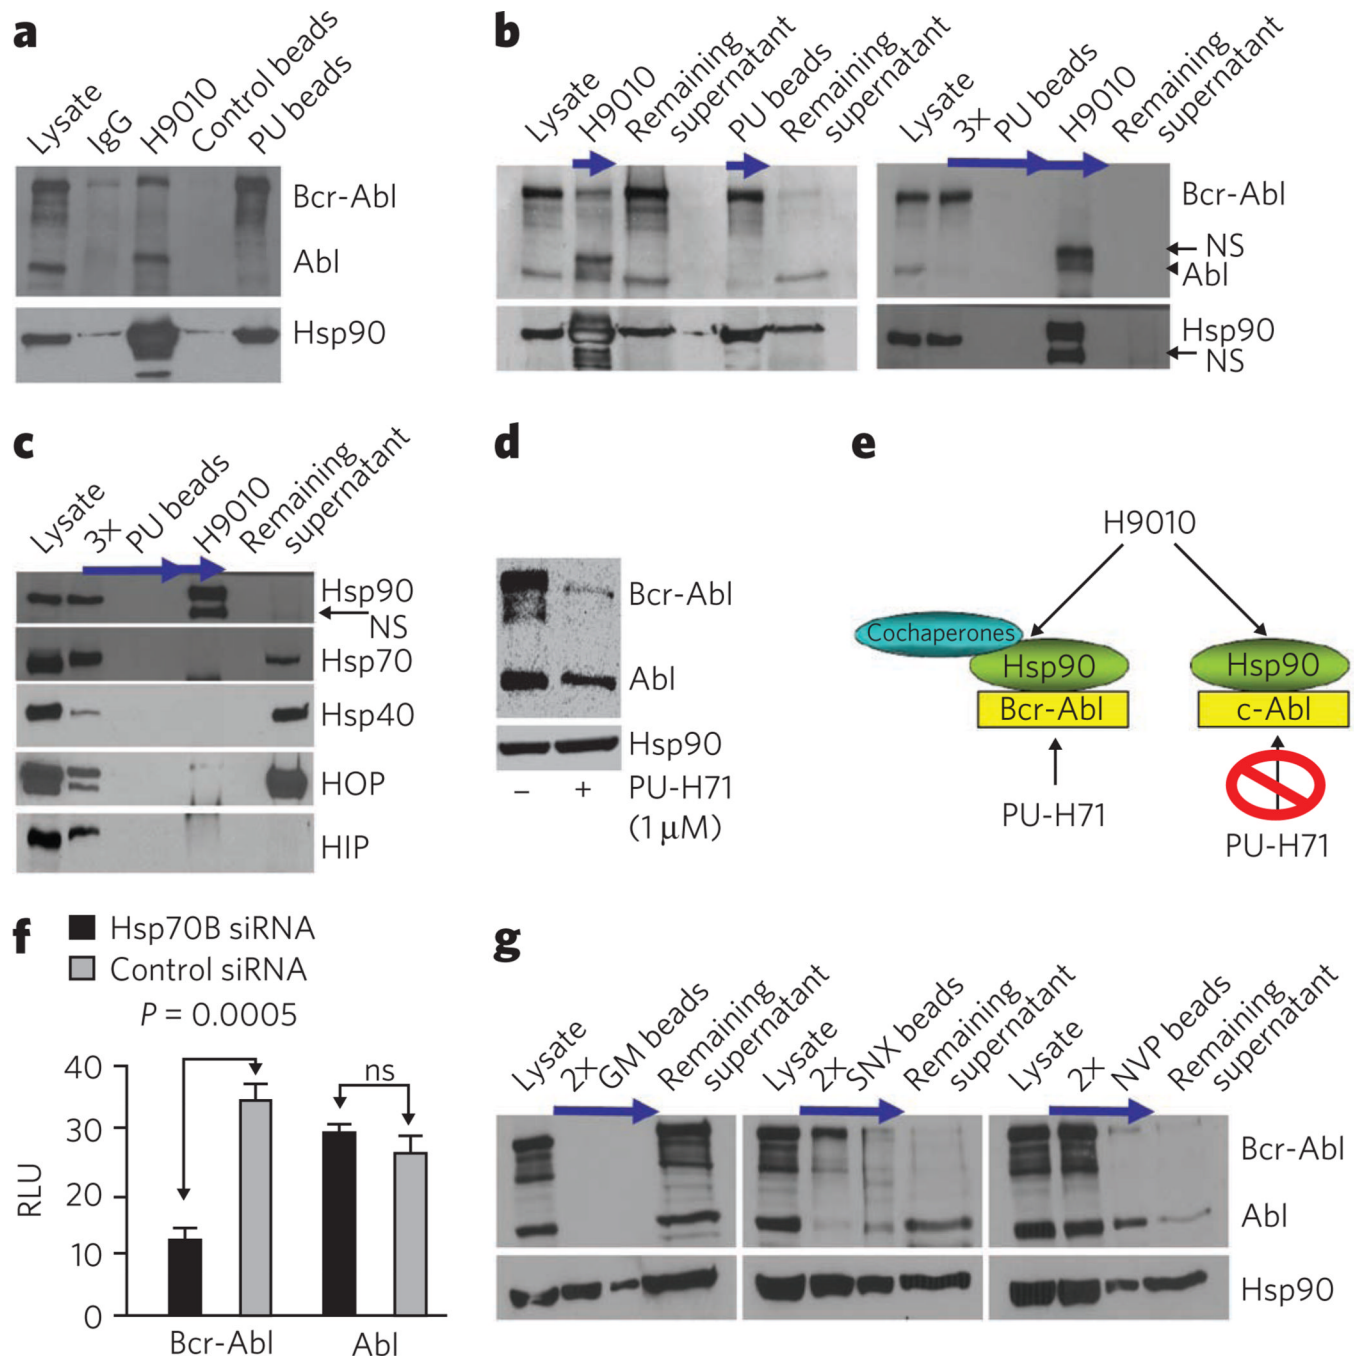 a
Lysate
IgG
H9010
Control beads
PU beads
Bcr-Abl
Abl
Hsp90
b
Lysate
H9010
Remaining
supernatant
PU beads
Remaining
supernatant
Lysate
3×
PU beads
H9010
Remaining
supernatant
Bcr-Abl
NS
Abl
Hsp90
NS
c
Lysate
3×
PU beads
H9010
Remaining
supernatant
Hsp90
NS
Hsp70
Hsp40
HOP
HIP
d
Bcr-Abl
Abl
Hsp90
– + PU-H71
(1 μM)
e
H9010
Cochaperones
Hsp90
Bcr-Abl
PU-H71
Hsp90
c-Abl
PU-H71
f
Hsp70B siRNA
Control siRNA
P = 0.0005
ns
RLU
40
30
20
10
0
Bcr-Abl
Abl
g
Lysate
2×
GM beads
Remaining
supernatant
Lysate
2×
SNX beads
Remaining
supernatant
Lysate
2×
NVP beads
Remaining
supernatant
Bcr-Abl
Abl
Hsp90